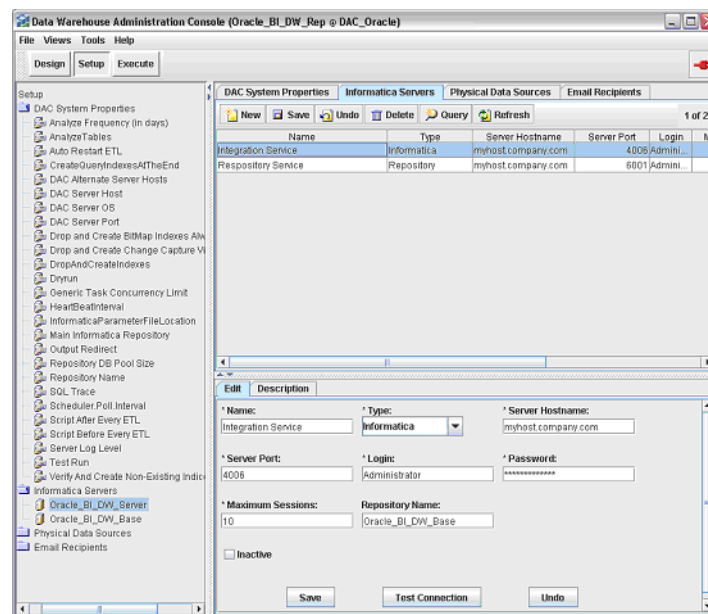 Data Warehouse Administration Console (Oracle_BI_DW_Rep @ DAC_Oracle)
File Views Tools Help
Design Setup Execute
Setup
DAC System Properties
Analyze Frequency (in days)
AnalyzeTables
Auto Restart ETL
CreateQueryIndexesAtTheEnd
DAC Alternate Server Hosts
DAC Server Host
DAC Server OS
DAC Server Port
Drop and Create BitMap Indexes Alw
Drop and Create Change Capture Vi
DropAndCreateIndexes
Dryrun
Generic Task Concurrency Limit
HeartBeatInterval
InformaticaParameterFileLocation
Main Informatica Repository
Output Redirect
Repository DB Pool Size
Repository Name
SQL Trace
Scheduler.Poll.Interval
Script After Every ETL
Script Before Every ETL
Server Log Level
Test Run
Verify And Create Non-Existing Indic
Informatica Servers
Oracle_BI_DW_Server
Oracle_BI_DW_Base
Physical Data Sources
Email Recipients
DAC System Properties Informatica Servers Physical Data Sources Email Recipients
New Save Undo Delete Query Refresh 1 of 2
Name Type Server Hostname Server Port Login M
Integration Service Informatica myhost.company.com 4006 Admini...
Respository Service Repository myhost.company.com 6001 Admini...
Edit Description
* Name: * Type: * Server Hostname:
Integration Service Informatica myhost.company.com
* Server Port: * Login: * Password:
4006 Administrator *************
* Maximum Sessions: Repository Name:
10 Oracle_BI_DW_Base
Inactive
Save Test Connection Undo